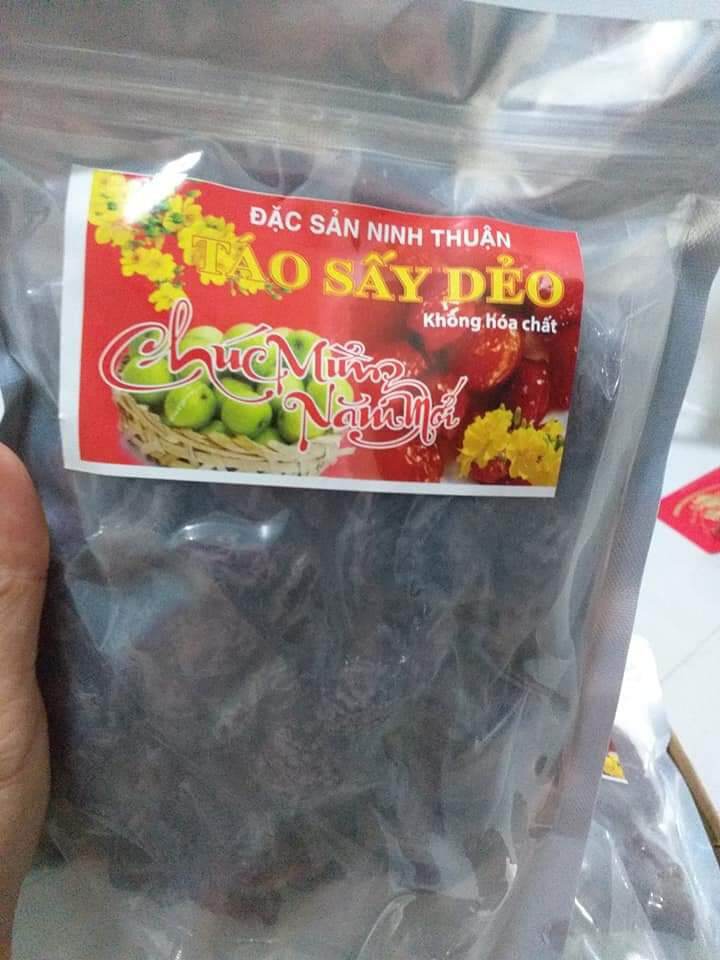 ĐẶC SẢN NINH THUẬN
TÁO SẤY DẺO
Không hóa chất
Chúc Mừng
Năm Mới